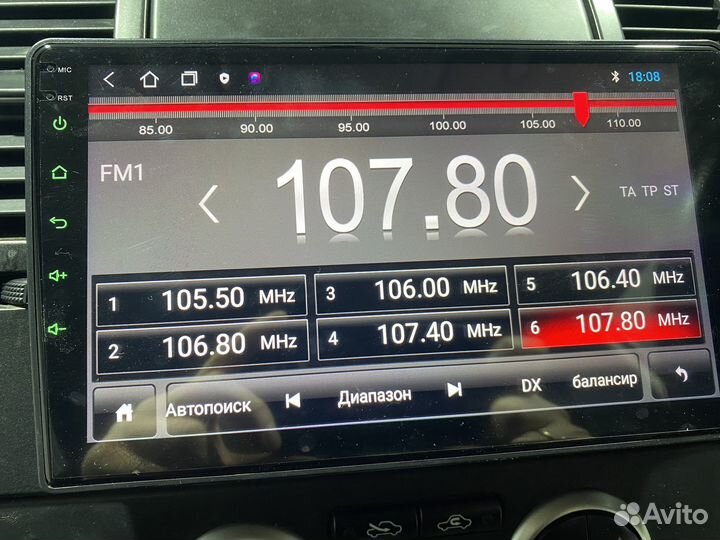 MIC
RST
18:08
85.00 90.00 95.00 100.00 105.00 110.00
FM1
107.80
TA TP ST
1 105.50 MHz
3 106.00 MHz
5 106.40 MHz
2 106.80 MHz
4 107.40 MHz
6 107.80 MHz
Автопоиск Диапазон DX балансир
Avito